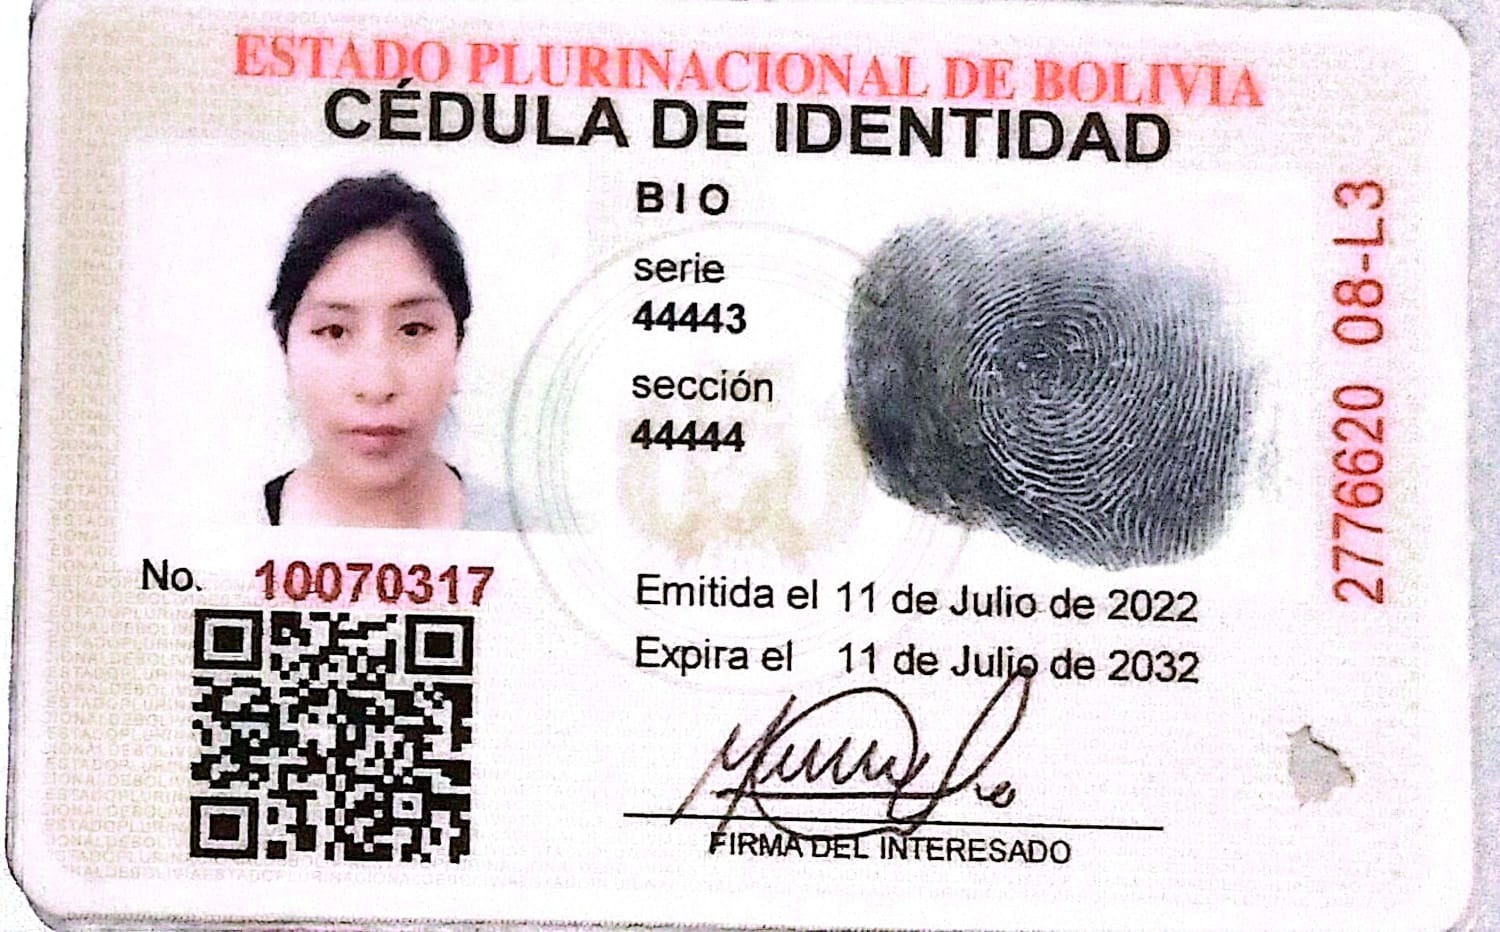 ESTADO PLURINACIONAL DE BOLIVIA
CÉDULA DE IDENTIDAD
BIO
serie
44443
sección
44444
No. 10070317
Emitida el 11 de Julio de 2022
Expira el 11 de Julio de 2032
FIRMA DEL INTERESADO
2776620 08-L3